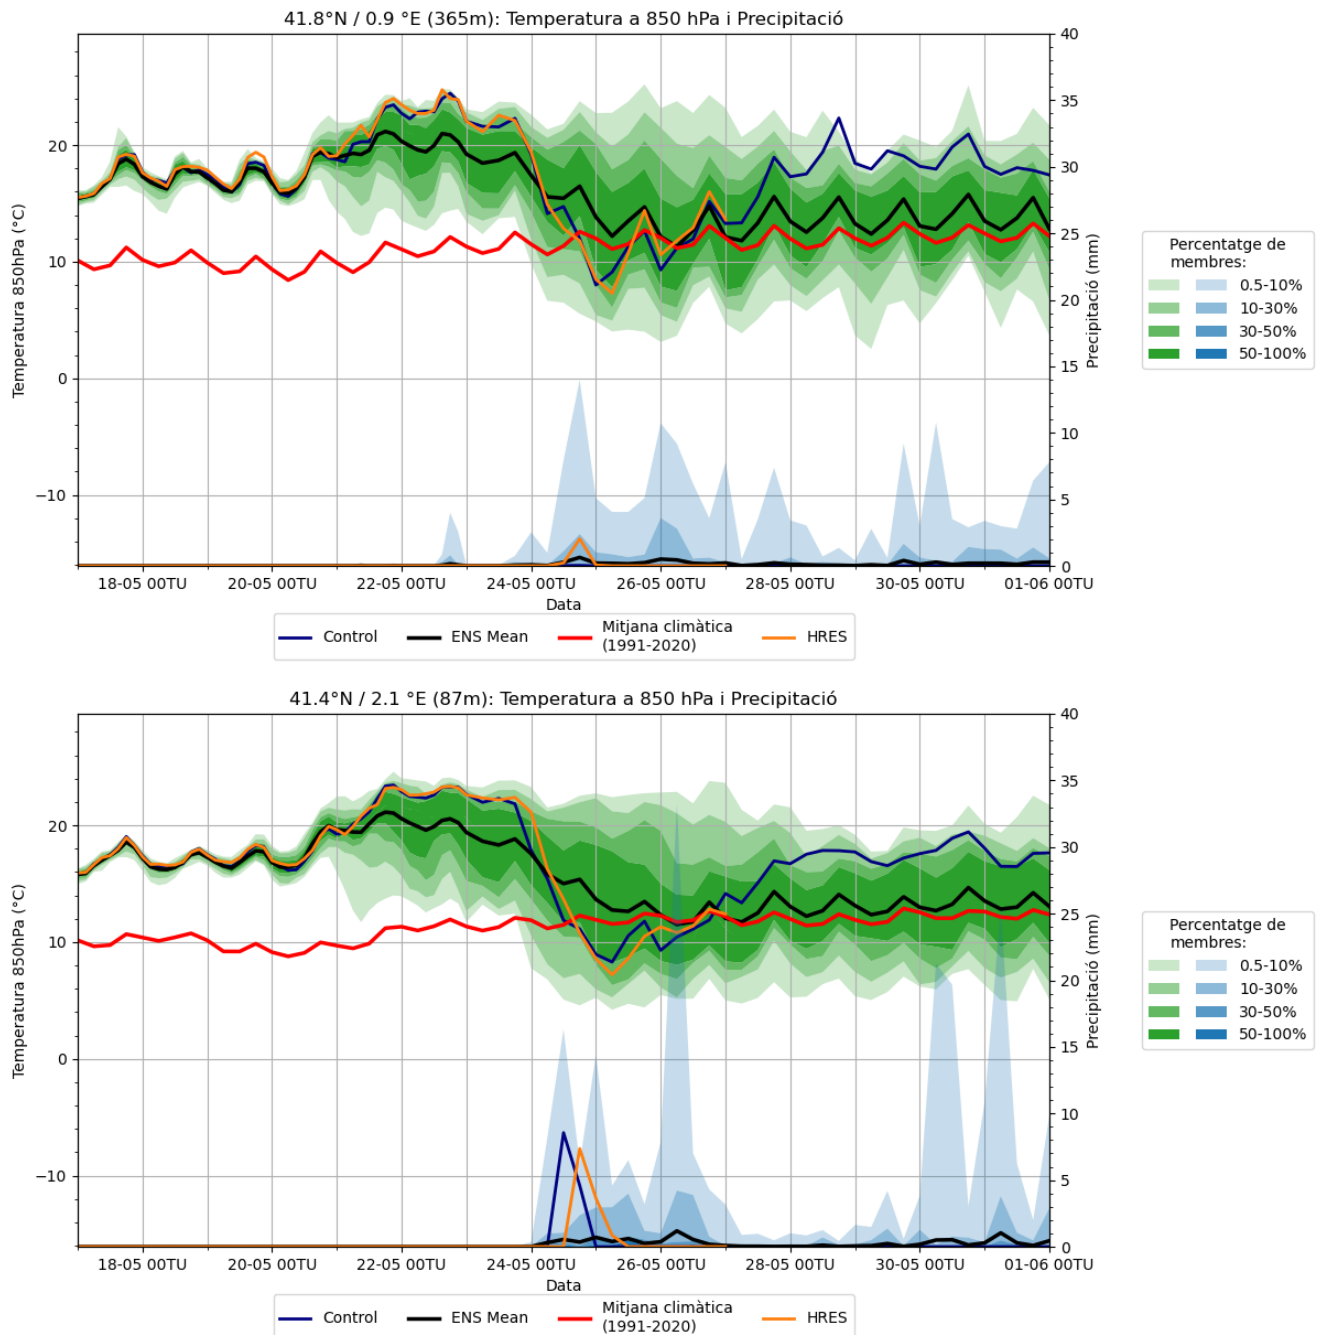 41.8°N / 0.9 °E (365m): Temperatura a 850 hPa i Precipitació
Temperatura 850hPa (°C)
20
10
0
−10
40
35
30
25
20
15
10
5
0
Precipitació (mm)
18-05 00TU 20-05 00TU 22-05 00TU 24-05 00TU 26-05 00TU 28-05 00TU 30-05 00TU 01-06 00TU
Data
Percentatge de
membres:
0.5-10%
10-30%
30-50%
50-100%
Control ENS Mean Mitjana climàtica
(1991-2020) HRES
41.4°N / 2.1 °E (87m): Temperatura a 850 hPa i Precipitació
Temperatura 850hPa (°C)
20
10
0
−10
40
35
30
25
20
15
10
5
0
Precipitació (mm)
18-05 00TU 20-05 00TU 22-05 00TU 24-05 00TU 26-05 00TU 28-05 00TU 30-05 00TU 01-06 00TU
Data
Percentatge de
membres:
0.5-10%
10-30%
30-50%
50-100%
Control ENS Mean Mitjana climàtica
(1991-2020) HRES